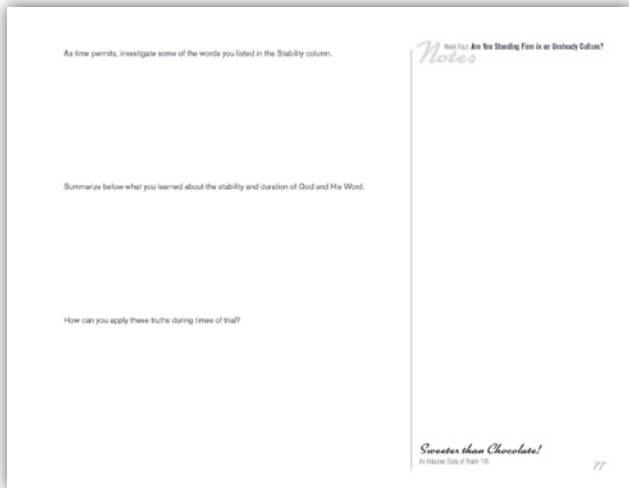 As time permits, investigate some of the words you listed in the Stability column.
Summarize below what you learned about the stability and duration of God and His Word.
How can you apply these truths during times of trial?
Notes
Week Four Are You Standing Firm in an Unsteady Culture?
Sweeter than Chocolate!
An Inductive Study of Psalm 119
77